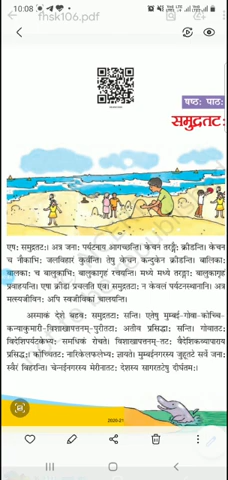 10:08
fhsk106.pdf
षष्ठः पाठः
समुद्रतटः
एषः समुद्रतटः। अत्र जनाः पर्यटनाय आगच्छन्ति। केचन तरङ्गैः क्रीडन्ति। केचन
च नौकाभिः जलविहारं कुर्वन्ति। तेषु केचन कन्दुकेन क्रीडन्ति। बालिकाः
बालकाः च बालुकाभिः बालुकागृहं रचयन्ति। मध्ये मध्ये तरङ्गाः बालुकागृहं
प्रवाहयन्ति। एषा क्रीडा प्रचलति एव। समुद्रतटाः न केवलं पर्यटनस्थानानि। अत्र
मत्स्यजीविनः अपि स्वजीविकां चालयन्ति।
अस्माकं देशे बहवः समुद्रतटाः सन्ति। एतेषु मुम्बई-गोवा-कोच्चि-
कन्याकुमारी-विशाखापत्तनम्-पुरीतटाः अतीव प्रसिद्धाः सन्ति। गोवातटः
विदेशिपर्यटकेभ्यः समधिकं रोचते। विशाखापत्तनम्-तटः वैदेशिकव्यापाराय
प्रसिद्धः। कोच्चितटः नारिकेलफलेभ्यः ज्ञायते। मुम्बईनगरस्य जुहूतटे सर्वे जनाः
स्वैरं विहरन्ति। चेन्नईनगरस्य मेरीनातटः देशस्य सागरतटेषु दीर्घतमः।
2020-21